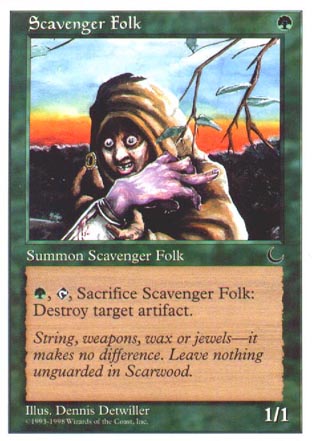 Scavenger Folk
Summon Scavenger Folk
, , Sacrifice Scavenger Folk:
Destroy target artifact.
String, weapons, wax or jewels—it
makes no difference. Leave nothing
unguarded in Scarwood.
Illus. Dennis Detwiller
©1993-1998 Wizards of the Coast, Inc.
1/1